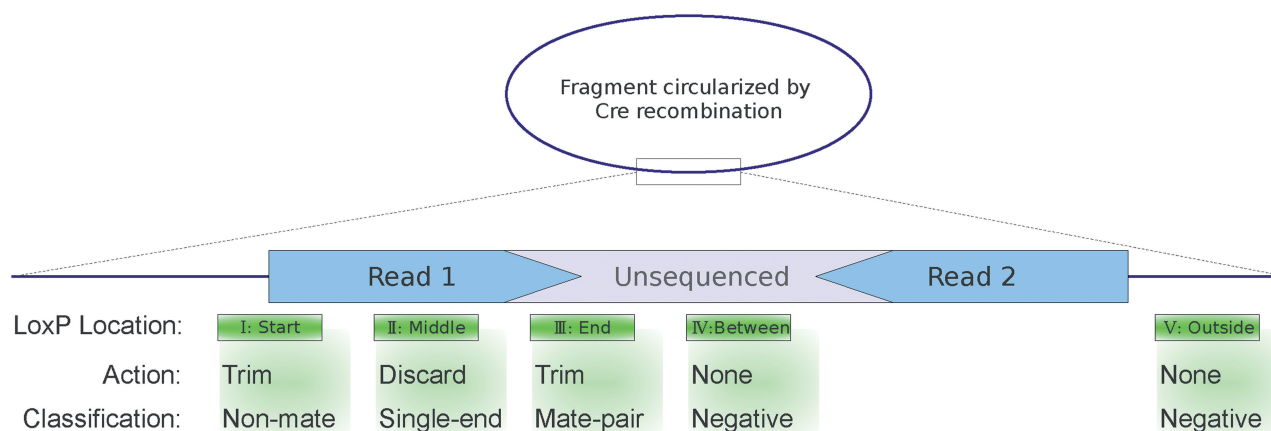 Fragment circularized by
Cre recombination
Read 1 Unsequenced Read 2
LoxP Location: Ⅰ: Start Ⅱ: Middle Ⅲ: End Ⅳ:Between Ⅴ: Outside
Action: Trim Discard Trim None None
Classification: Non-mate Single-end Mate-pair Negative Negative